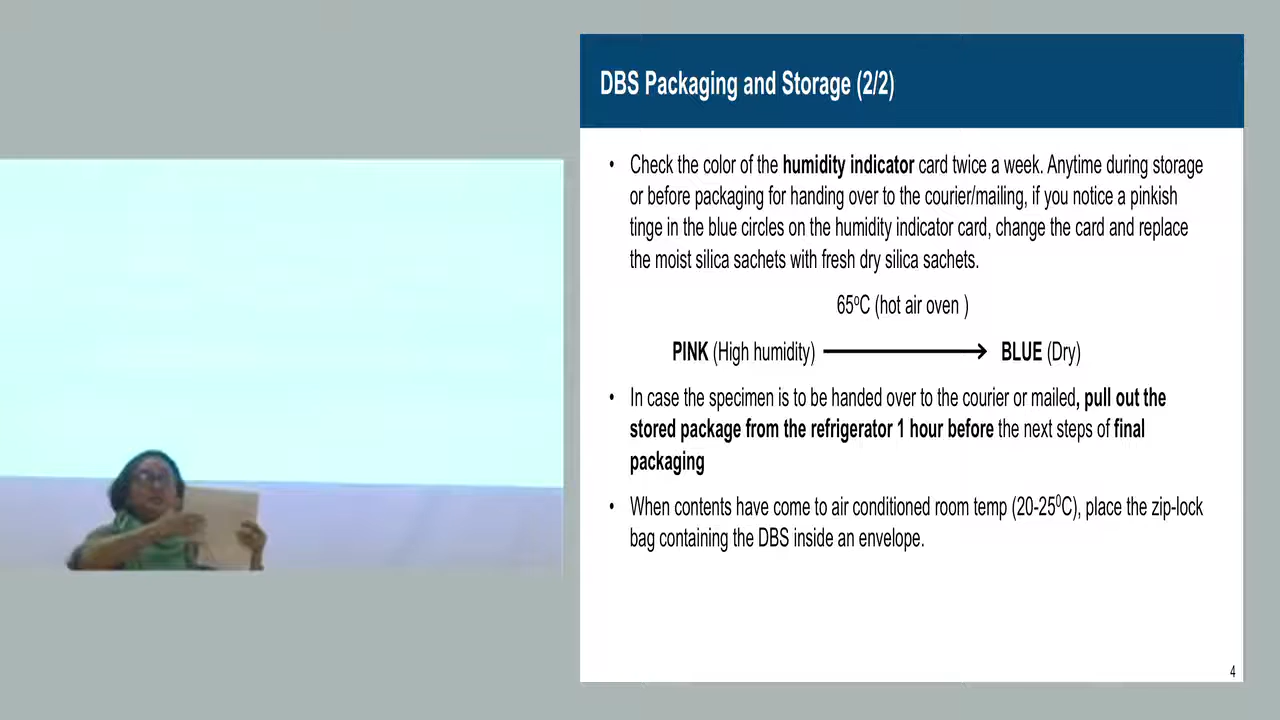 DBS Packaging and Storage (2/2)
• Check the color of the humidity indicator card twice a week. Anytime during storage
or before packaging for handing over to the courier/mailing, if you notice a pinkish
tinge in the blue circles on the humidity indicator card, change the card and replace
the moist silica sachets with fresh dry silica sachets.
65ºC (hot air oven )
PINK (High humidity) → BLUE (Dry)
• In case the specimen is to be handed over to the courier or mailed, pull out the
stored package from the refrigerator 1 hour before the next steps of final
packaging
• When contents have come to air conditioned room temp (20-25⁰C), place the zip-lock
bag containing the DBS inside an envelope.
4